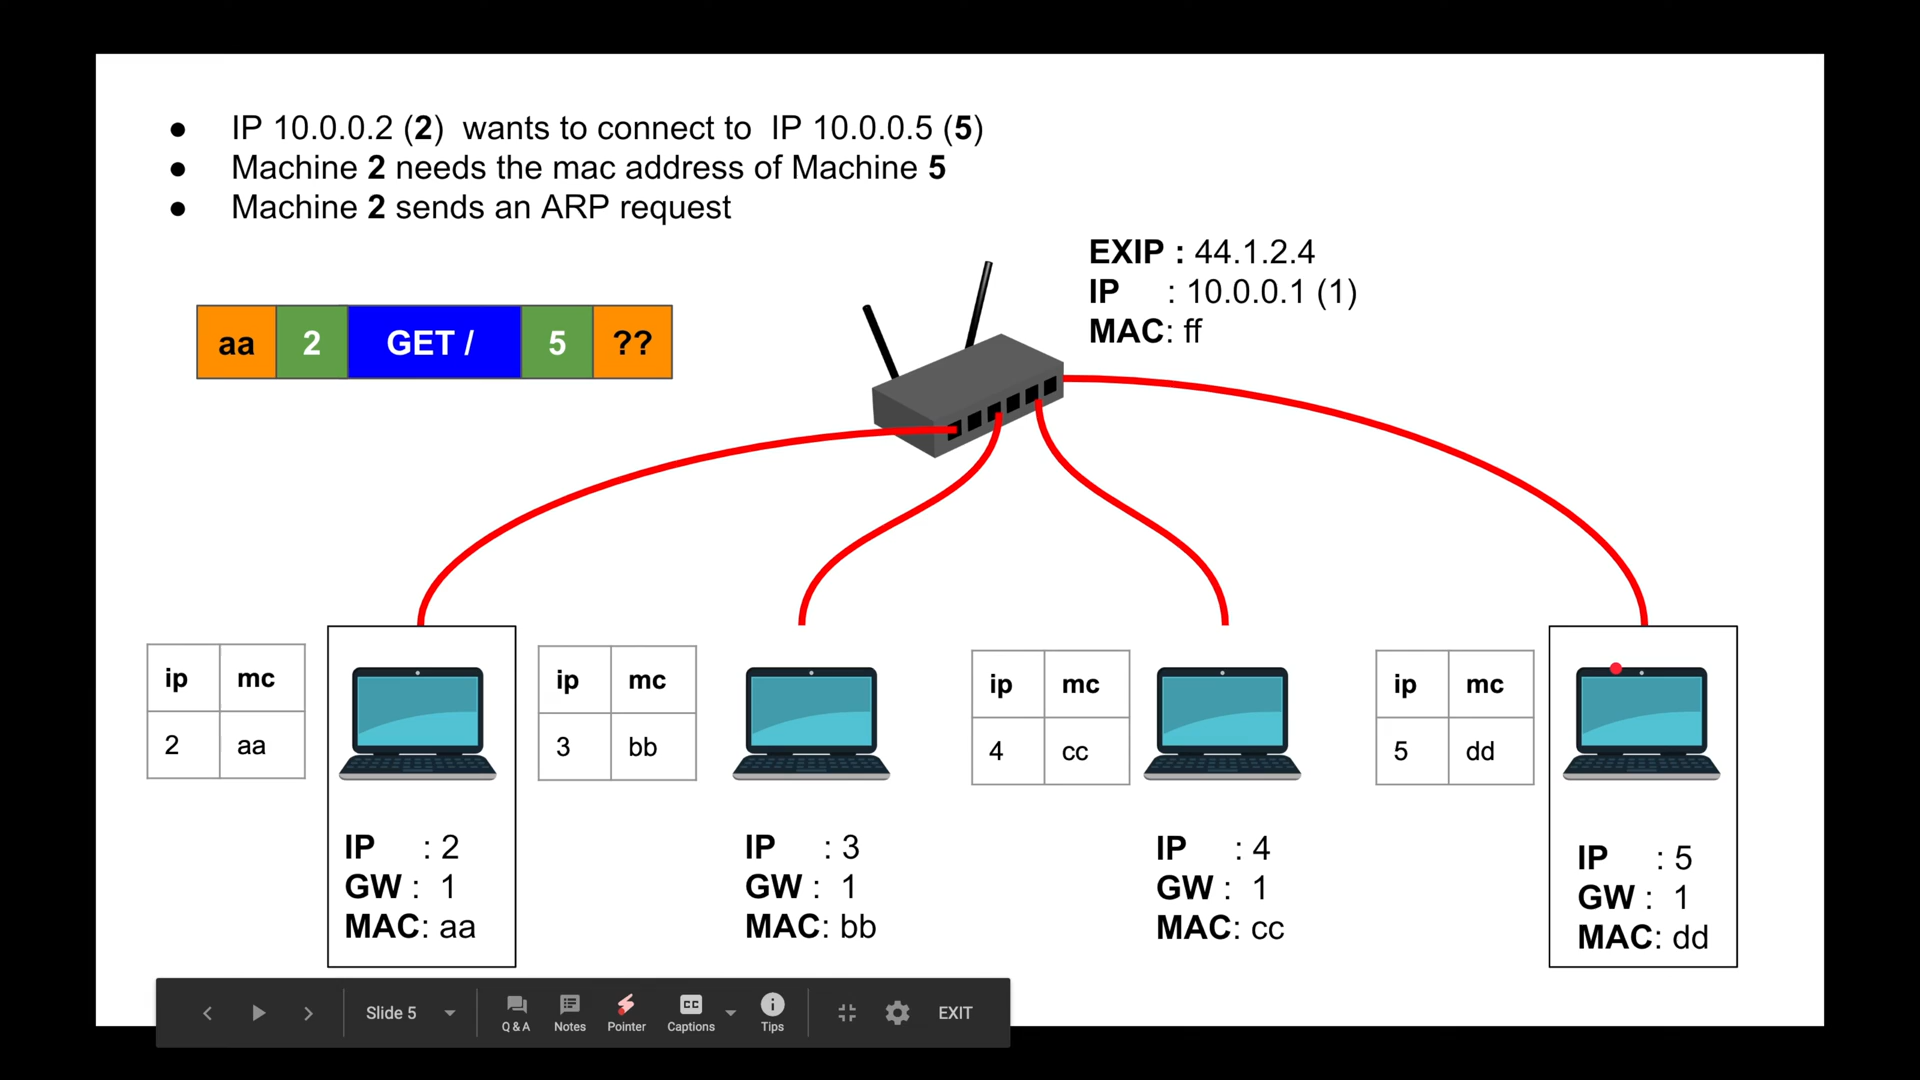 ● IP 10.0.0.2 (2) wants to connect to IP 10.0.0.5 (5)
● Machine 2 needs the mac address of Machine 5
● Machine 2 sends an ARP request
EXIP : 44.1.2.4
IP : 10.0.0.1 (1)
MAC: ff
aa 2 GET / 5 ??
ip mc
2 aa
IP : 2
GW : 1
MAC: aa
ip mc
3 bb
IP : 3
GW : 1
MAC: bb
ip mc
4 cc
IP : 4
GW : 1
MAC: cc
ip mc
5 dd
IP : 5
GW : 1
MAC: dd
Slide 5
Q & A
Notes
Pointer
CC
Captions
Tips
EXIT